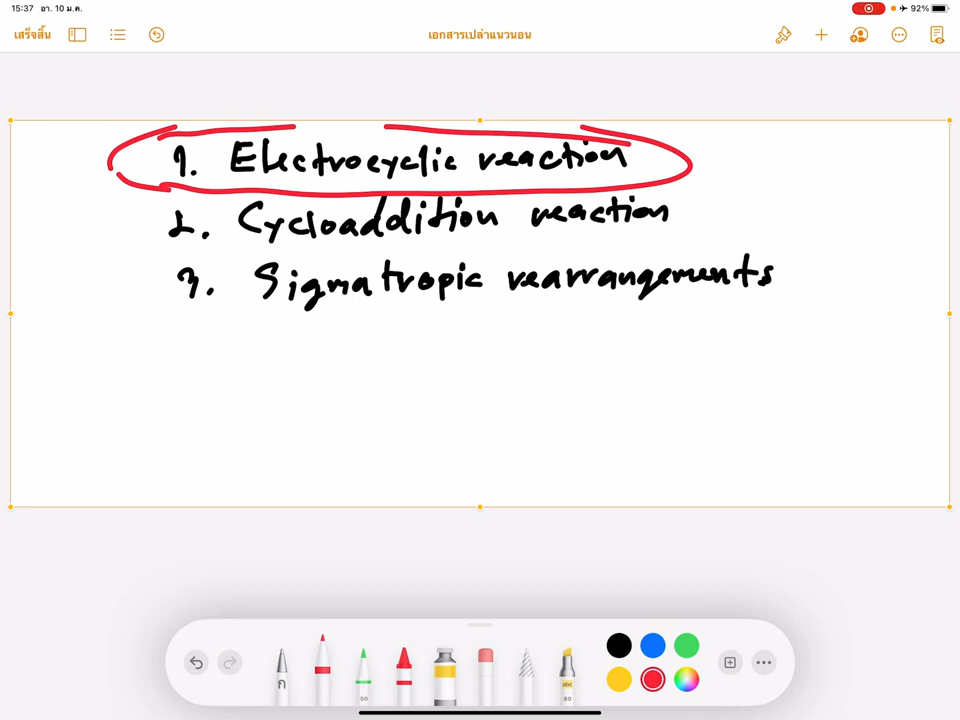 15:37 อา. 10 ม.ค. 92%
เสร็จสิ้น เอกสารเปล่าแนวนอน
1. Electrocyclic reaction
2. Cycloaddition reaction
3. Sigmatropic rearrangements
ก 50 abc 80